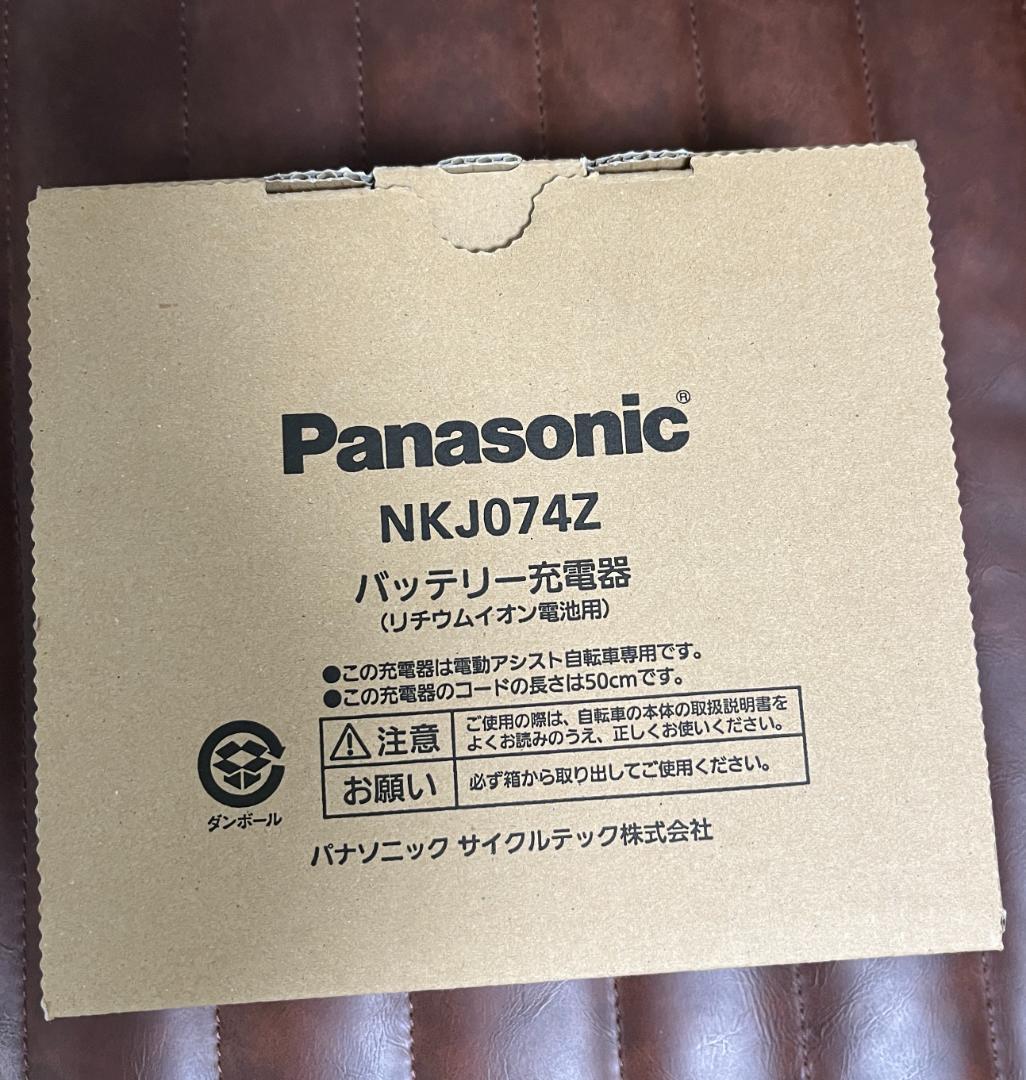 Panasonic®
NKJ074Z
バッテリー充電器
(リチウムイオン電池用)
●この充電器は電動アシスト自転車専用です。
●この充電器のコードの長さは50cmです。
注意
ご使用の際は、自転車の本体の取扱説明書を
よくお読みのうえ、正しくお使いください。
お願い
必ず箱から取り出してご使用ください。
ダンボール
パナソニック サイクルテック株式会社